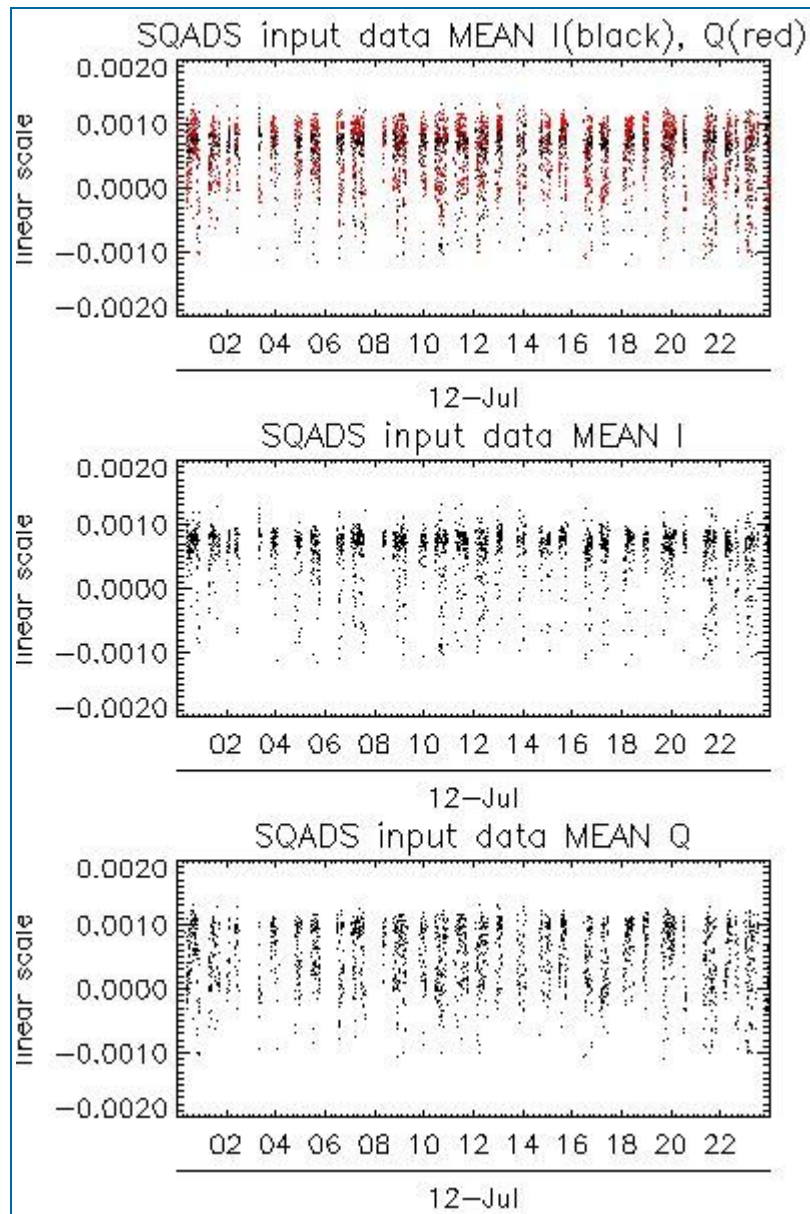 SQADS input data MEAN I(black), Q(red)
linear scale
0.0020
0.0010
0.0000
−0.0010
−0.0020
02 04 06 08 10 12 14 16 18 20 22
12−Jul
SQADS input data MEAN I
linear scale
0.0020
0.0010
0.0000
−0.0010
−0.0020
02 04 06 08 10 12 14 16 18 20 22
12−Jul
SQADS input data MEAN Q
linear scale
0.0020
0.0010
0.0000
−0.0010
−0.0020
02 04 06 08 10 12 14 16 18 20 22
12−Jul